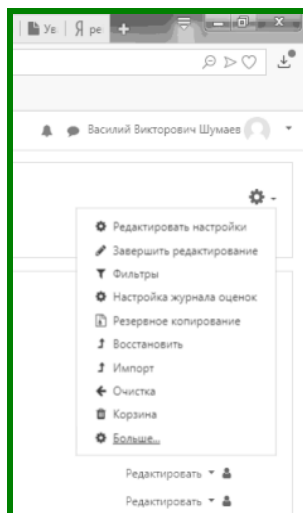 Ув Я ре
Василий Викторович Шумаев
Редактировать настройки
Завершить редактирование
Фильтры
Настройка журнала оценок
Резервное копирование
Восстановить
Импорт
Очистка
Корзина
Больше...
Редактировать
Редактировать